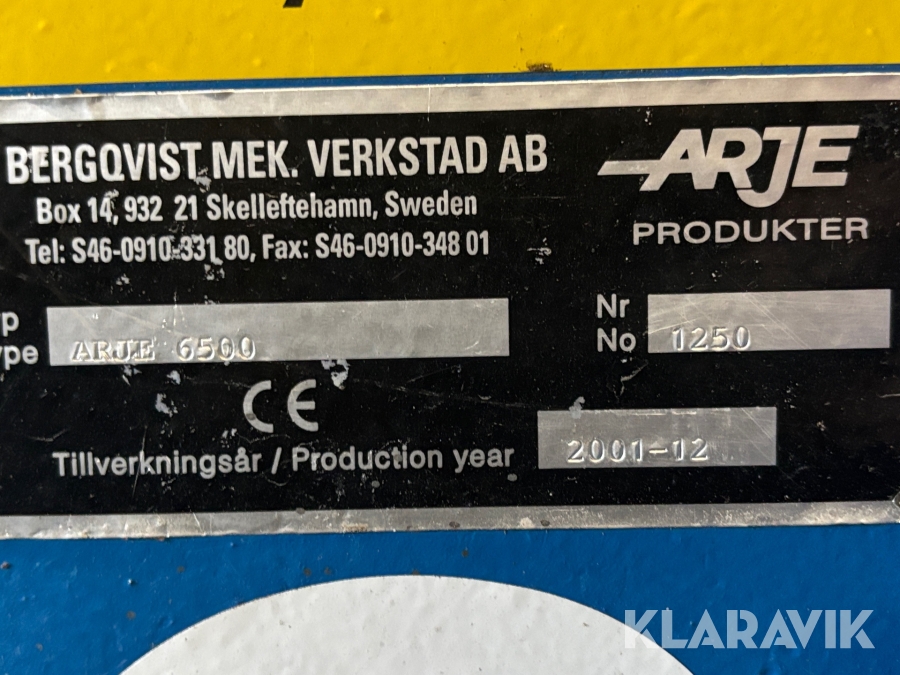 BERGQVIST MEK. VERKSTAD AB
Box 14, 932 21 Skelleftehamn, Sweden
Tel: S46-0910-331 80, Fax: S46-0910-348 01
ARJE
PRODUKTER
yp
ype ARJE 6500
Nr
No 1250
CE
Tillverkningsår / Production year 2001-12
KLARAVIK